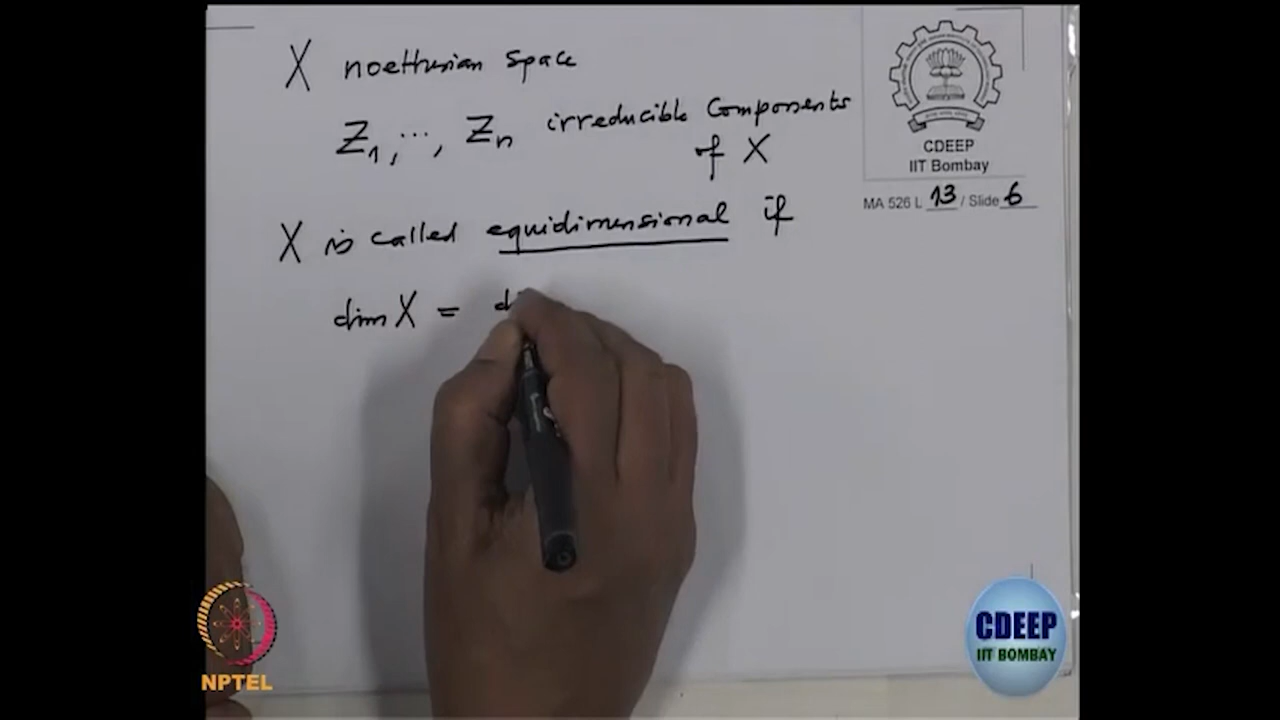 X noetherian space
Z₁, ..., Zₙ irreducible components
of X
X is called equidimensional if
dim X = di
CDEEP
IIT Bombay
MA 526 L 13 / Slide 6
NPTEL
CDEEP
IIT BOMBAY